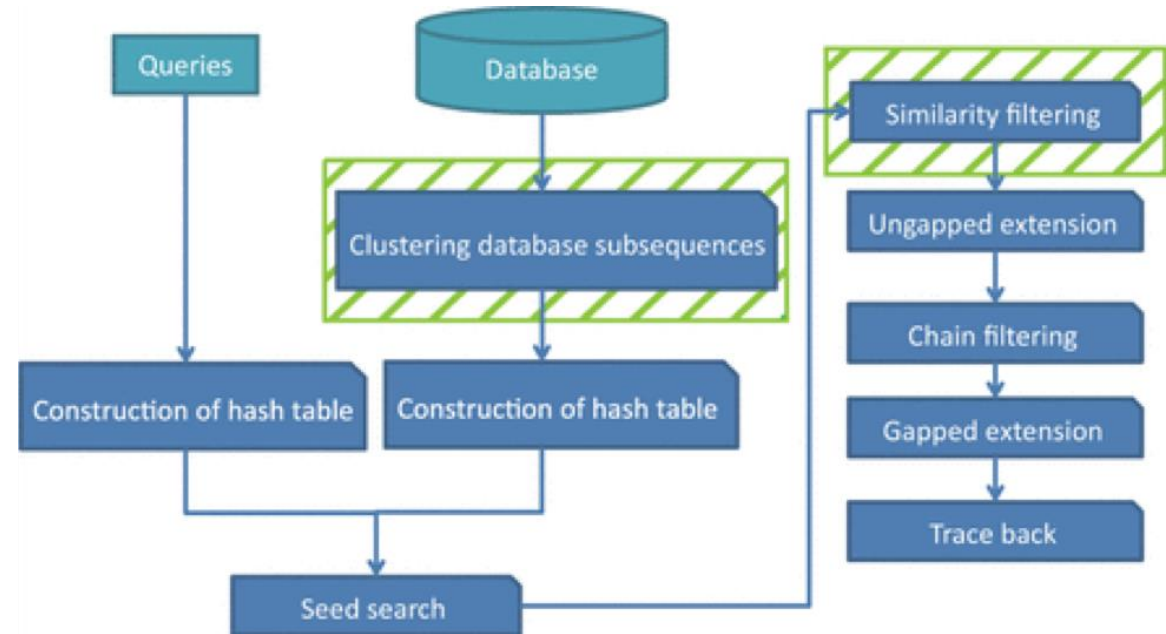 Queries
Database
Clustering database subsequences
Construction of hash table
Construction of hash table
Seed search
Similarity filtering
Ungapped extension
Chain filtering
Gapped extension
Trace back